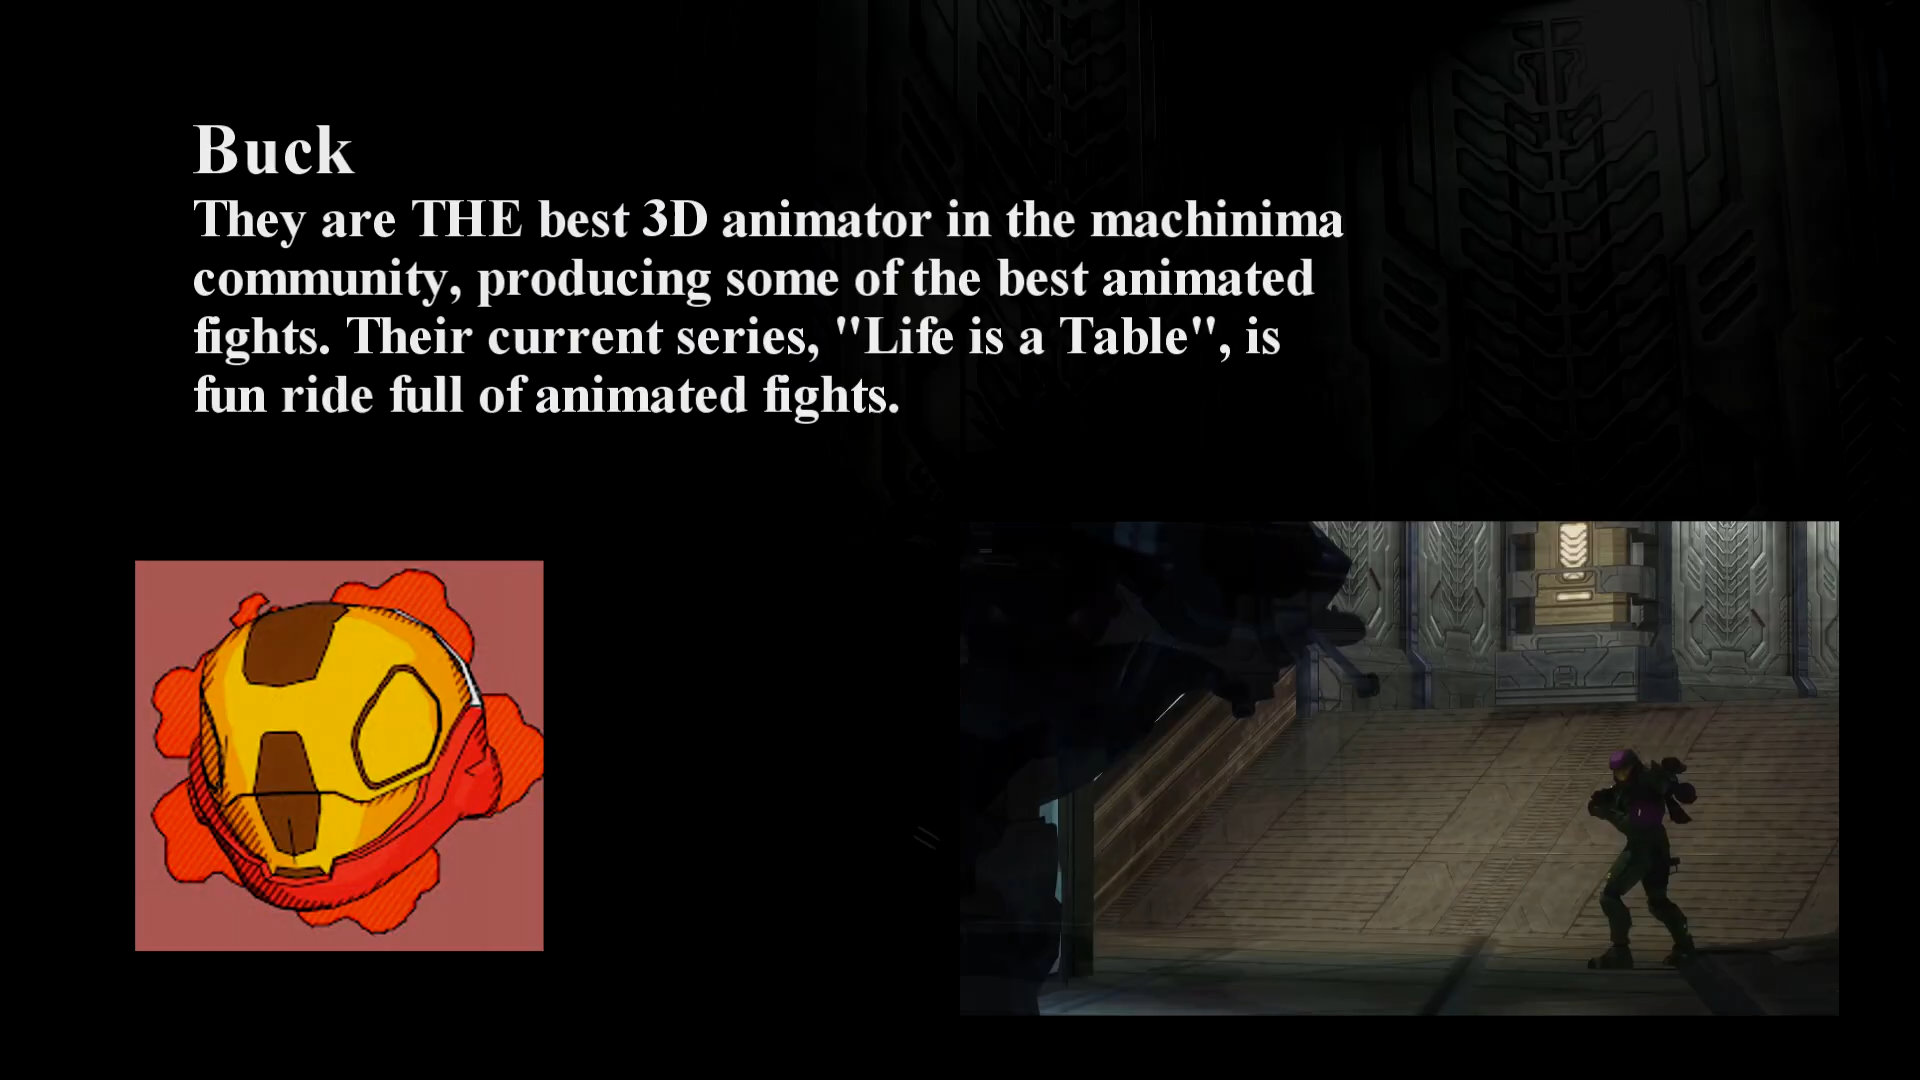 Buck
They are THE best 3D animator in the machinima
community, producing some of the best animated
fights. Their current series, "Life is a Table", is
fun ride full of animated fights.